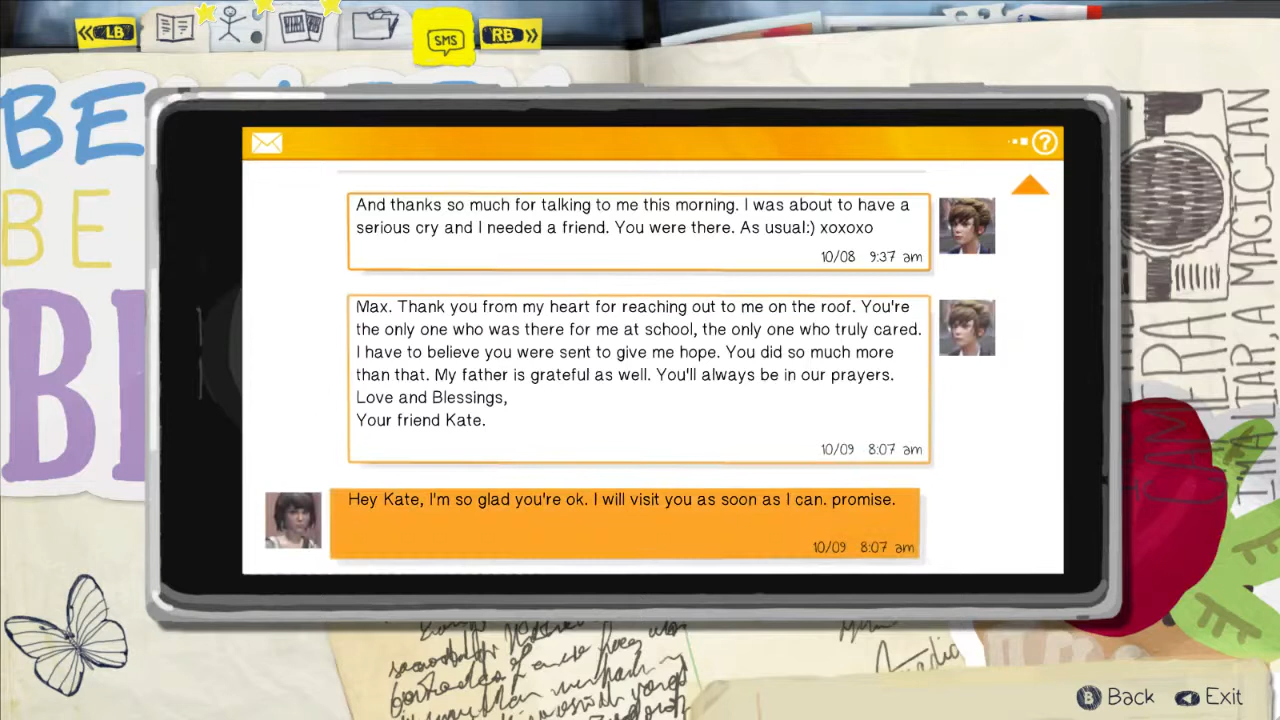 LB
SMS
RB
BE
BE
And thanks so much for talking to me this morning. I was about to have a
serious cry and I needed a friend. You were there. As usual:) xoxoxo
10/08 9:37 am
Max. Thank you from my heart for reaching out to me on the roof. You're
the only one who was there for me at school, the only one who truly cared.
I have to believe you were sent to give me hope. You did so much more
than that. My father is grateful as well. You'll always be in our prayers.
Love and Blessings,
Your friend Kate.
10/09 8:07 am
Hey Kate, I'm so glad you're ok. I will visit you as soon as I can. promise.
10/09 8:07 am
CAMERA
LIAR, A MAGICIAN
B Back
Exit